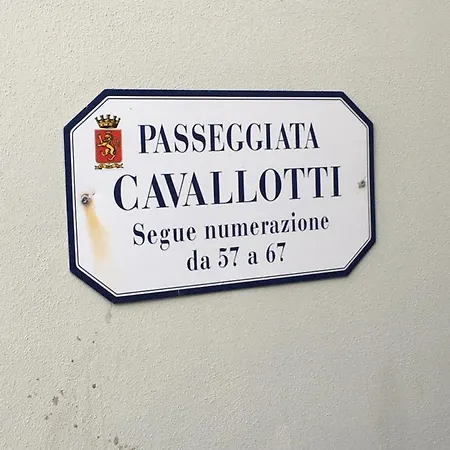 PASSEGGIATA
CAVALLOTTI
Segue numerazione
da 57 a 67